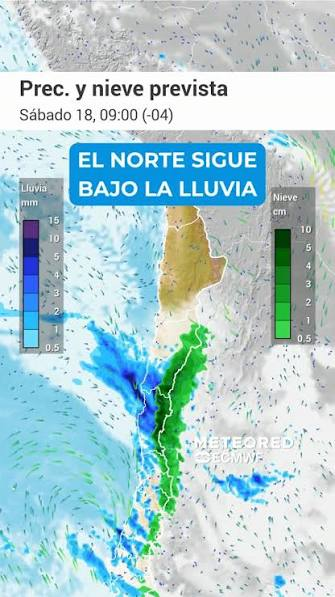 Prec. y nieve prevista
Sábado 18, 09:00 (-04)
EL NORTE SIGUE
BAJO LA LLUVIA
Lluvia
mm
15
10
5
4
3
2
1
0.5
Nieve
cm
10
5
4
3
2
1
0.5
METEORED
ECMWF